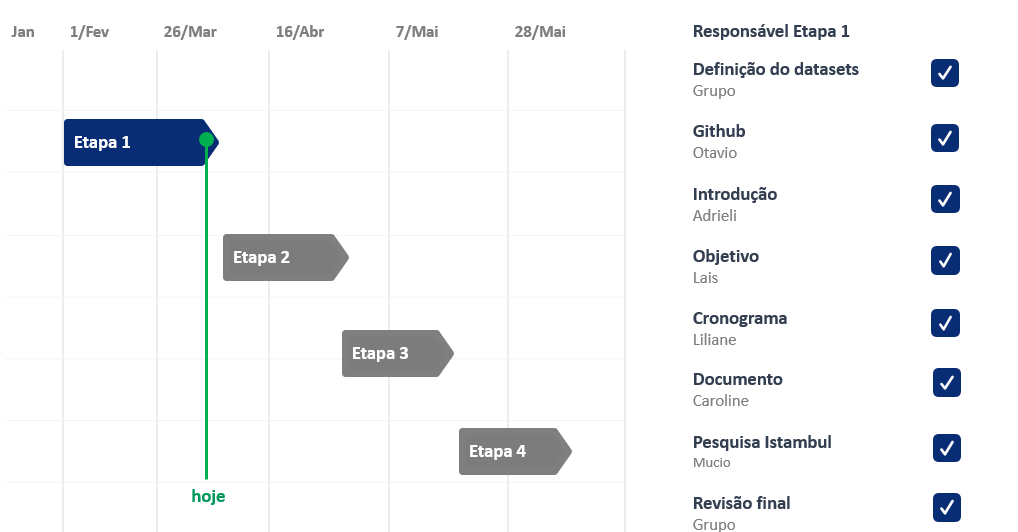 Jan 1/Fev 26/Mar 16/Abr 7/Mai 28/Mai
Etapa 1
Etapa 2
Etapa 3
Etapa 4
hoje
Responsável Etapa 1
Definição do datasets
Grupo
Github
Otavio
Introdução
Adrieli
Objetivo
Lais
Cronograma
Liliane
Documento
Caroline
Pesquisa Istambul
Mucio
Revisão final
Grupo